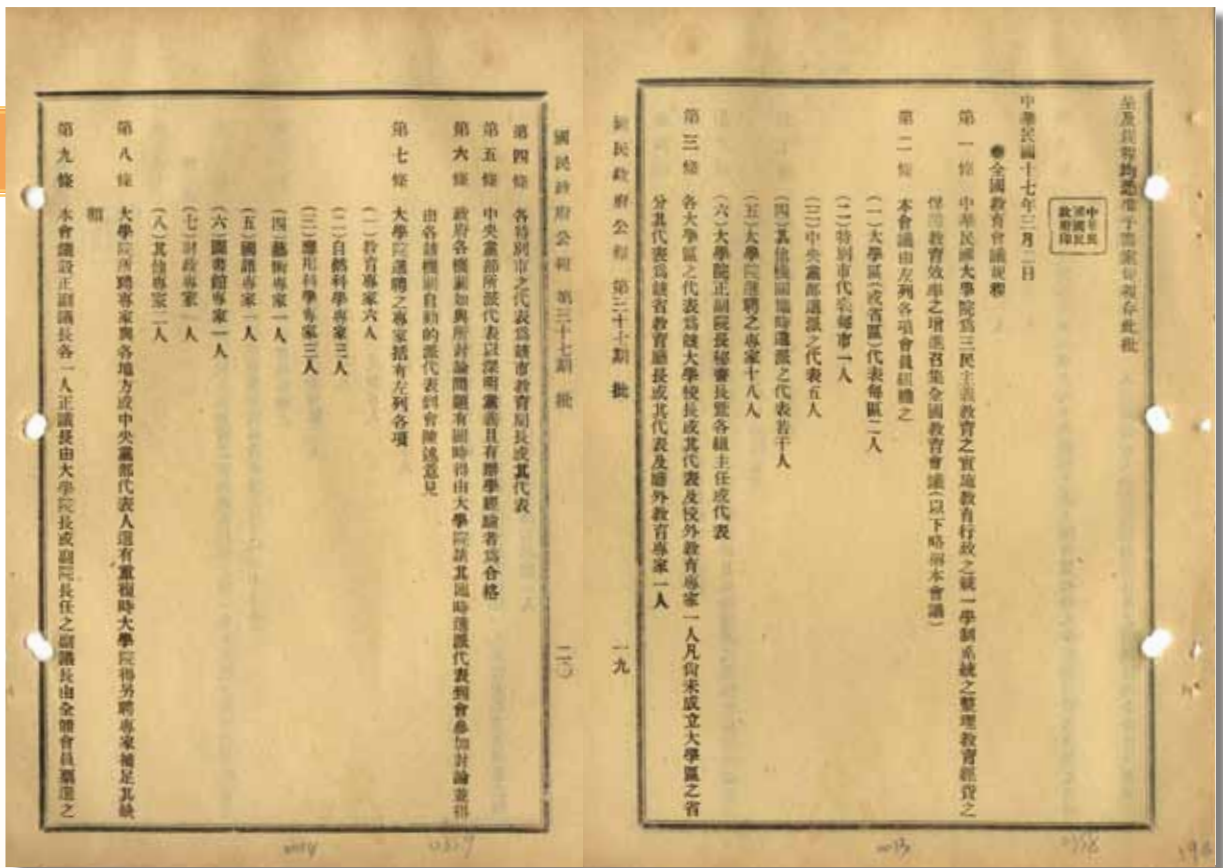 呈及規程均悉准予備案規程存此批
中華民國
國民
政府印
中華民國十七年三月二日
全國教育會議規程
第一條 中華民國大學院為三民主義教育之實施教育行政之統一學制系統之整理教育經費之
教育效率之增進召集全國教育會議(以下略稱本會議)
第二條 本會議由左列各項會員組織之
(一)大學區(或省區)代表每區二人
(二)特別市代表每市一人
(三)中央黨部選派之代表五人
(四)其他機關臨時選派之代表若干人
(五)大學院選聘之專家十八人
(六)大學院正副院長秘書長暨各組主任或代表
第三條 各大學區之代表為該大學校長或其代表及校外教育專家一人凡尚未成立大學區之省
分其代表為該省教育廳長或其代表及廳外教育專家一人
國民政府公報 第三十七期 批 一九
國民政府公報 第三十七期 批 二〇
第四條 各特別市之代表為該市教育局長或其代表
第五條 中央黨部所派代表以深明黨義且有辦學經驗者為合格
第六條 政府各機關如與所討論問題有關時得由大學院請其臨時選派代表到會參加討論並得
由各該機關自動的派代表到會陳述意見
第七條 大學院選聘之專家括有左列各項
(一)教育專家六人
(二)自然科學專家三人
(三)應用科學專家三人
(四)藝術專家一人
(五)國語專家一人
(六)圖書館專家一人
(七)財政專家一人
(八)其他專家二人
第八條 大學院所聘專家與各地方或中央黨部代表人選有重複時大學院得另聘專家補足其缺
額
第九條 本會議設正副議長各一人正議長由大學院長或副院長任之副議長由全體會員票選之
0358
0359